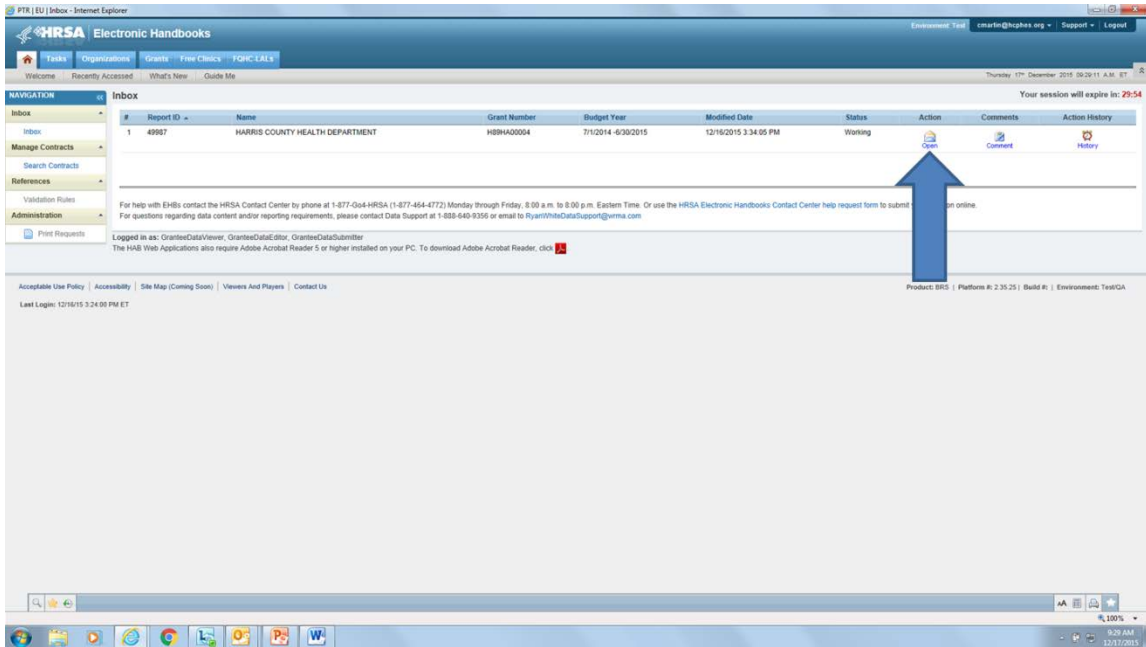 PTR | EU | Inbox - Internet Explorer
HRSA Electronic Handbooks
Environment: Test cmartin@hcphes.org Support Logout
Tasks Organizations Grants Free Clinics FQHC-LALs
Welcome Recently Accessed What's New Guide Me
Thursday 17th December 2015 09:29:11 A.M. ET
NAVIGATION
Inbox
Your session will expire in: 29:54
Inbox
Inbox
Manage Contracts
Search Contracts
References
Validation Rules
Administration
Print Requests
# Report ID Name Grant Number Budget Year Modified Date Status Action Comments Action History
1 49987 HARRIS COUNTY HEALTH DEPARTMENT H89HA00004 7/1/2014 -6/30/2015 12/16/2015 3:34:05 PM Working Open Comment History
For help with EHBs contact the HRSA Contact Center by phone at 1-877-Go4-HRSA (1-877-464-4772) Monday through Friday, 8:00 a.m. to 8:00 p.m. Eastern Time. Or use the HRSA Electronic Handbooks Contact Center help request form to submit on online.
For questions regarding data content and/or reporting requirements, please contact Data Support at 1-888-640-9356 or email to RyanWhiteDataSupport@wrma.com
Logged in as: GranteeDataViewer, GranteeDataEditor, GranteeDataSubmitter
The HAB Web Applications also require Adobe Acrobat Reader 5 or higher installed on your PC. To download Adobe Acrobat Reader, click
Acceptable Use Policy | Accessibility | Site Map (Coming Soon) | Viewers And Players | Contact Us
Product: BRS | Platform #: 2.35.25 | Build #: | Environment: Test/QA
Last Login: 12/16/15 3:24:00 PM ET
100%
9:29 AM
12/17/2015